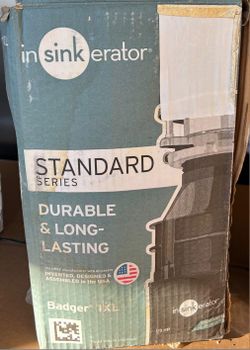 insinkerator®
STANDARD
SERIES
DURABLE
& LONG-
LASTING
INVENTED, DESIGNED &
ASSEMBLED in the USA
Badger® 1XL
insinkerator®